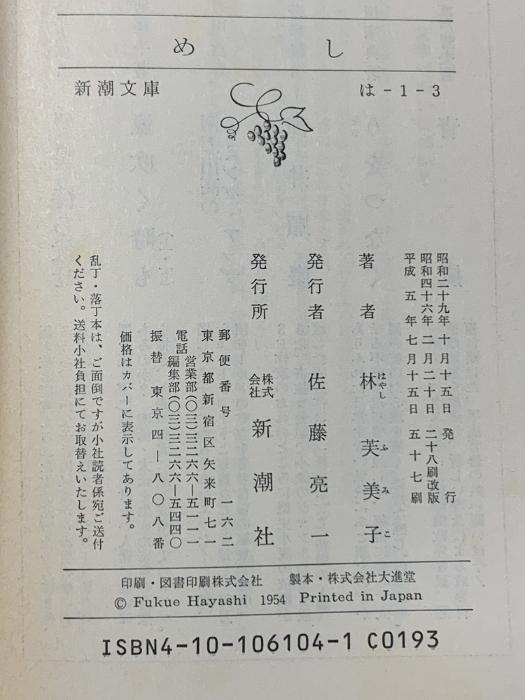 めし
新潮文庫
は-1-3
昭和二十九年十月十五日 発行
昭和四十六年二月二十日 二十八刷改版
平成五年七月十五日 五十七刷
著者 林芙美子
はやし ふみこ
発行者 佐藤亮一
発行所 株式会社 新潮社
郵便番号 一六二
東京都新宿区矢来町七一
電話 営業部(〇三)三二六六―五一一一
編集部(〇三)三二六六―五四四〇
振替 東京四―八〇八番
価格はカバーに表示してあります。
乱丁・落丁本は、ご面倒ですが小社読者係宛ご送付
ください。送料小社負担にてお取替えいたします。
印刷・図書印刷株式会社 製本・株式会社大進堂
© Fukue Hayashi 1954 Printed in Japan
ISBN4-10-106104-1 C0193